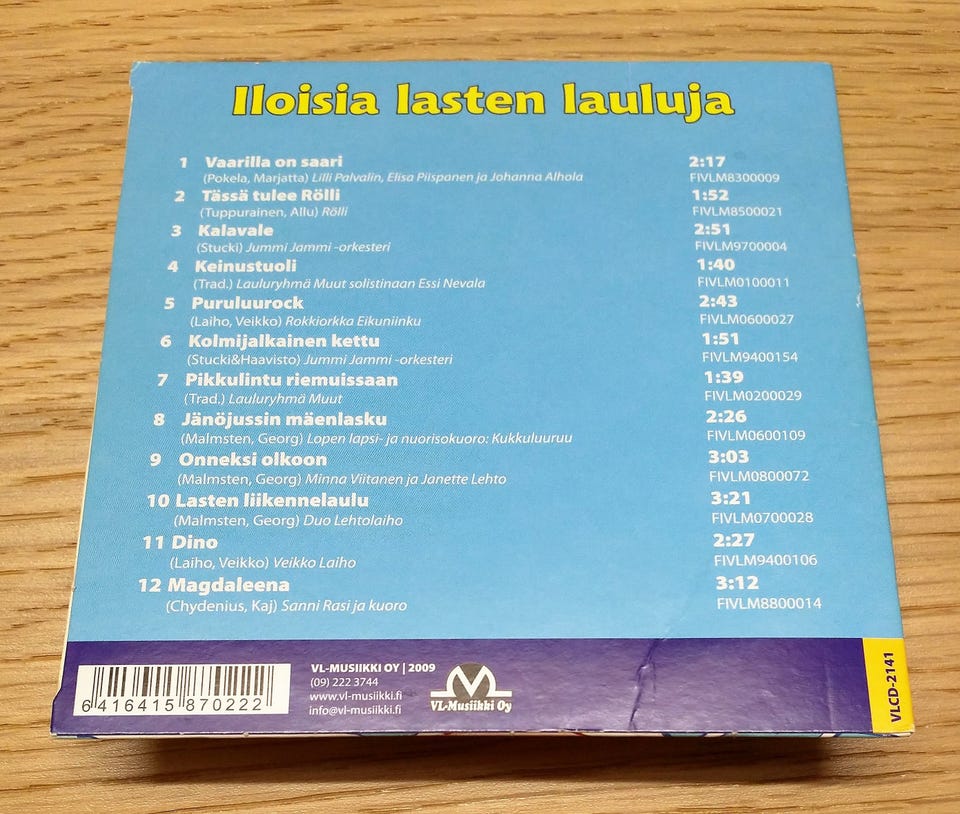 Iloisia lasten lauluja
1 Vaarilla on saari 2:17
(Pokela, Marjatta) Lilli Palvalin, Elisa Piispanen ja Johanna Alhola FIVLM8300009
2 Tässä tulee Rölli 1:52
(Tuppurainen, Allu) Rölli FIVLM8500021
3 Kalavale 2:51
(Stucki) Jummi Jammi -orkesteri FIVLM9700004
4 Keinustuoli 1:40
(Trad.) Lauluryhmä Muut solistinaan Essi Nevala FIVLM0100011
5 Puruluurock 2:43
(Laiho, Veikko) Rokkiorkka Eikuniinku FIVLM0600027
6 Kolmijalkainen kettu 1:51
(Stucki&Haavisto) Jummi Jammi -orkesteri FIVLM9400154
7 Pikkulintu riemuissaan 1:39
(Trad.) Lauluryhmä Muut FIVLM0200029
8 Jänöjussin mäenlasku 2:26
(Malmsten, Georg) Lopen lapsi- ja nuorisokuoro: Kukkuluuruu FIVLM0600109
9 Onneksi olkoon 3:03
(Malmsten, Georg) Minna Viitanen ja Janette Lehto FIVLM0800072
10 Lasten liikennelaulu 3:21
(Malmsten, Georg) Duo Lehtolaiho FIVLM0700028
11 Dino 2:27
(Laiho, Veikko) Veikko Laiho FIVLM9400106
12 Magdaleena 3:12
(Chydenius, Kaj) Sanni Rasi ja kuoro FIVLM8800014
6 416415 870222
VL-MUSIIKKI OY | 2009
(09) 222 3744
www.vl-musiikki.fi
info@vl-musiikki.fi
VL-Musiikki Oy
VLCD-2141